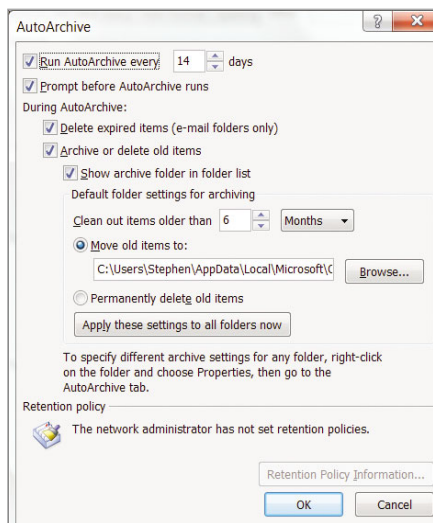 AutoArchive
Run AutoArchive every 14 days
Prompt before AutoArchive runs
During AutoArchive:
Delete expired items (e-mail folders only)
Archive or delete old items
Show archive folder in folder list
Default folder settings for archiving
Clean out items older than 6 Months
Move old items to:
C:\Users\Stephen\AppData\Local\Microsoft\O Browse...
Permanently delete old items
Apply these settings to all folders now
To specify different archive settings for any folder, right-click
on the folder and choose Properties, then go to the
AutoArchive tab.
Retention policy
The network administrator has not set retention policies.
Retention Policy Information...
OK Cancel